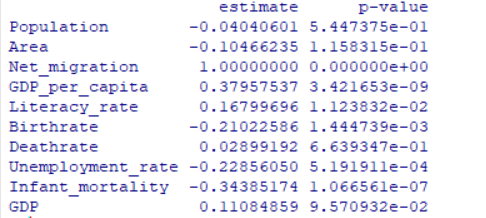 estimate p-value
Population -0.04040601 5.447375e-01
Area -0.10466235 1.158315e-01
Net_migration 1.00000000 0.000000e+00
GDP_per_capita 0.37957537 3.421653e-09
Literacy_rate 0.16799696 1.123832e-02
Birthrate -0.21022586 1.444739e-03
Deathrate 0.02899192 6.639347e-01
Unemployment_rate -0.22856050 5.191911e-04
Infant_mortality -0.34385174 1.066561e-07
GDP 0.11084859 9.570932e-02